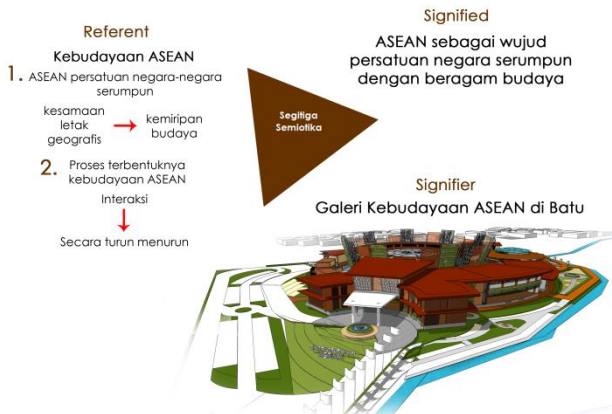 Referent
Kebudayaan ASEAN
1. ASEAN persatuan negara-negara
serumpun
kesamaan
letak
geografis
kemiripan
budaya
2. Proses terbentuknya
kebudayaan ASEAN
Interaksi
Secara turun menurun
Segitiga
Semiotika
Signified
ASEAN sebagai wujud
persatuan negara serumpun
dengan beragam budaya
Signifier
Galeri Kebudayaan ASEAN di Batu